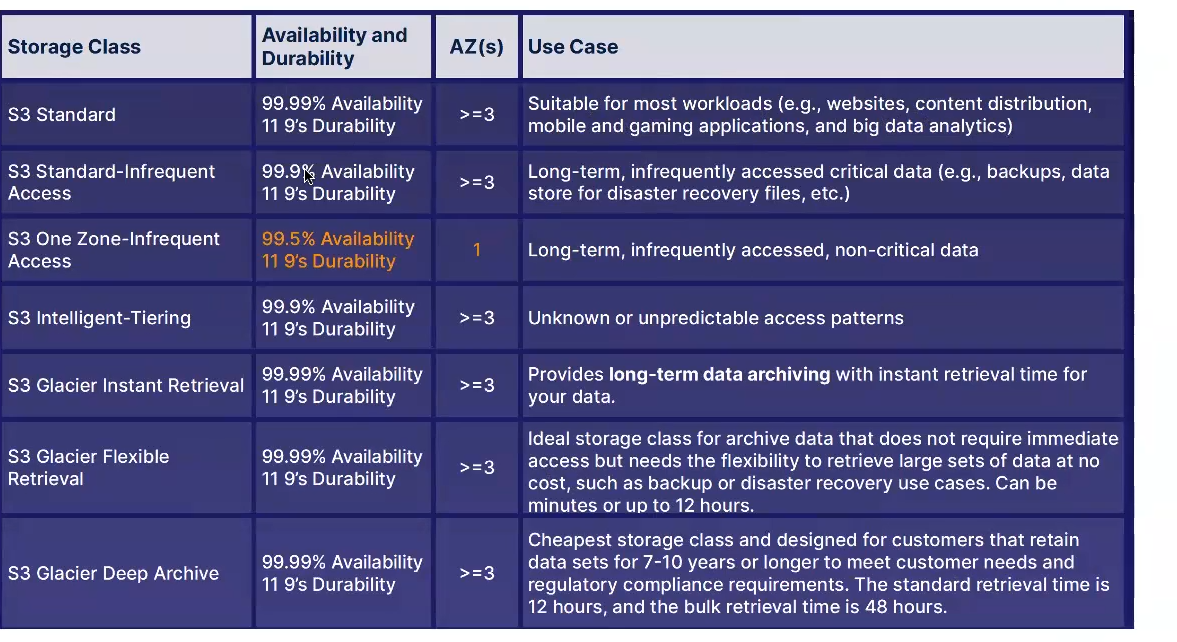 Storage Class
Availability and
Durability
AZ(s)
Use Case
S3 Standard
99.99% Availability
11 9’s Durability
>=3
Suitable for most workloads (e.g., websites, content distribution,
mobile and gaming applications, and big data analytics)
S3 Standard-Infrequent
Access
99.9% Availability
11 9’s Durability
>=3
Long-term, infrequently accessed critical data (e.g., backups, data
store for disaster recovery files, etc.)
S3 One Zone-Infrequent
Access
99.5% Availability
11 9’s Durability
1
Long-term, infrequently accessed, non-critical data
S3 Intelligent-Tiering
99.9% Availability
11 9’s Durability
>=3
Unknown or unpredictable access patterns
S3 Glacier Instant Retrieval
99.99% Availability
11 9’s Durability
>=3
Provides long-term data archiving with instant retrieval time for
your data.
S3 Glacier Flexible
Retrieval
99.99% Availability
11 9’s Durability
>=3
Ideal storage class for archive data that does not require immediate
access but needs the flexibility to retrieve large sets of data at no
cost, such as backup or disaster recovery use cases. Can be
minutes or up to 12 hours.
S3 Glacier Deep Archive
99.99% Availability
11 9’s Durability
>=3
Cheapest storage class and designed for customers that retain
data sets for 7-10 years or longer to meet customer needs and
regulatory compliance requirements. The standard retrieval time is
12 hours, and the bulk retrieval time is 48 hours.